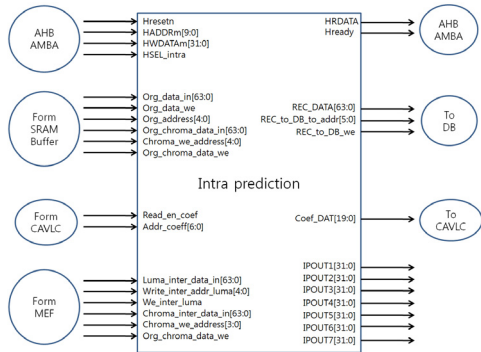 AHB
AMBA
Hresetn
HADDRm[9:0]
HWDATAm[31:0]
HSEL_intra
HRDATA
Hready
AHB
AMBA
Form
SRAM
Buffer
Org_data_in[63:0]
Org_data_we
Org_address[4:0]
Org_chroma_data_in[63:0]
Chroma_we_address[4:0]
Org_chroma_data_we
REC_DATA[63:0]
REC_to_DB_to_addr[5:0]
REC_to_DB_we
To
DB
Intra prediction
Form
CAVLC
Read_en_coef
Addr_coeff[6:0]
Coef_DAT[19:0]
To
CAVLC
Form
MEF
Luma_inter_data_in[63:0]
Write_inter_addr_luma[4:0]
We_inter_luma
Chroma_inter_data_in[63:0]
Chroma_we_address[3:0]
Org_chroma_data_we
IPOUT1[31:0]
IPOUT2[31:0]
IPOUT3[31:0]
IPOUT4[31:0]
IPOUT5[31:0]
IPOUT6[31:0]
IPOUT7[31:0]